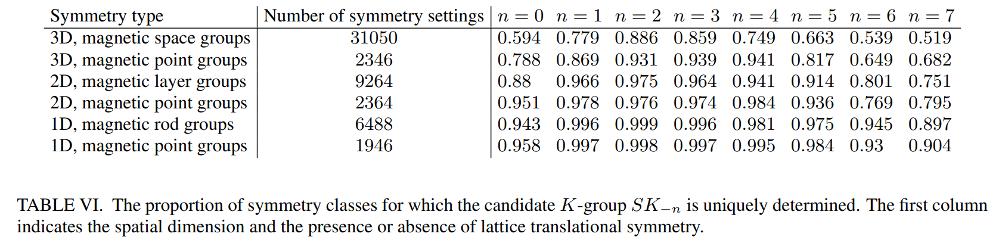 Symmetry type Number of symmetry settings n = 0 n = 1 n = 2 n = 3 n = 4 n = 5 n = 6 n = 7
3D, magnetic space groups 31050 0.594 0.779 0.886 0.859 0.749 0.663 0.539 0.519
3D, magnetic point groups 2346 0.788 0.869 0.931 0.939 0.941 0.817 0.649 0.682
2D, magnetic layer groups 9264 0.88 0.966 0.975 0.964 0.941 0.914 0.801 0.751
2D, magnetic point groups 2364 0.951 0.978 0.976 0.974 0.984 0.936 0.769 0.795
1D, magnetic rod groups 6488 0.943 0.996 0.999 0.996 0.981 0.975 0.945 0.897
1D, magnetic point groups 1946 0.958 0.997 0.998 0.997 0.995 0.984 0.93 0.904
TABLE VI. The proportion of symmetry classes for which the candidate K-group SK₋ₙ is uniquely determined. The first column
indicates the spatial dimension and the presence or absence of lattice translational symmetry.